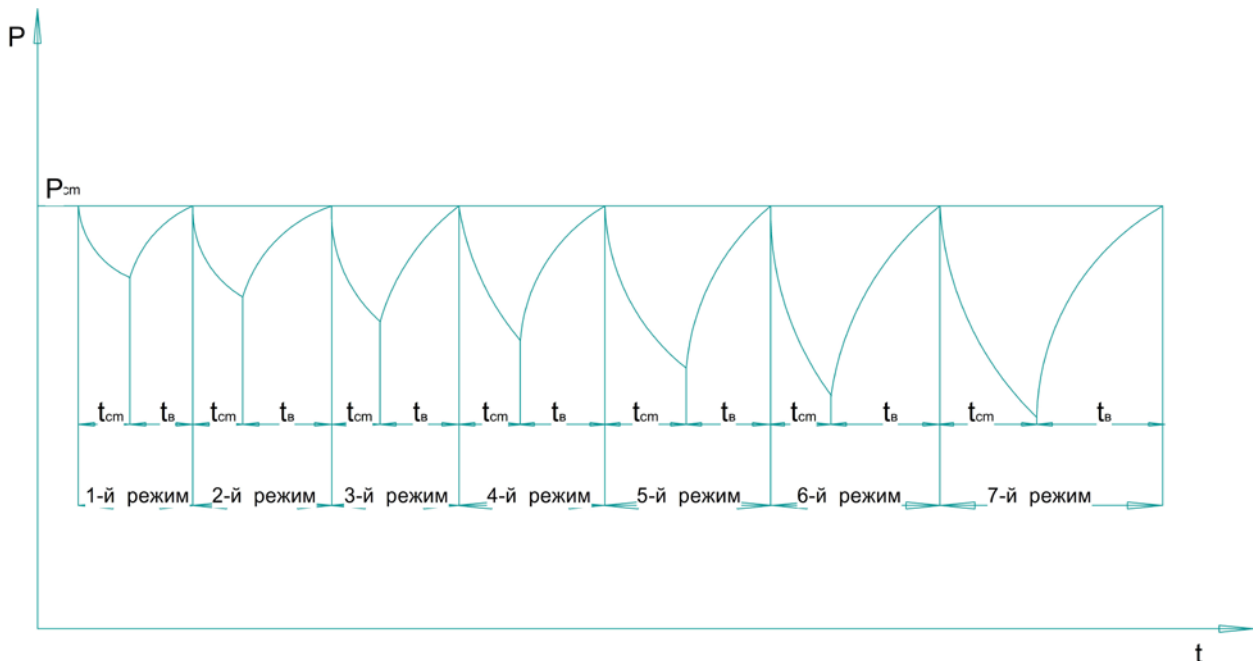 P
Pст
tст tв tст tв tст tв tст tв tст tв tст tв tст tв
1-й режим 2-й режим 3-й режим 4-й режим 5-й режим 6-й режим 7-й режим
t